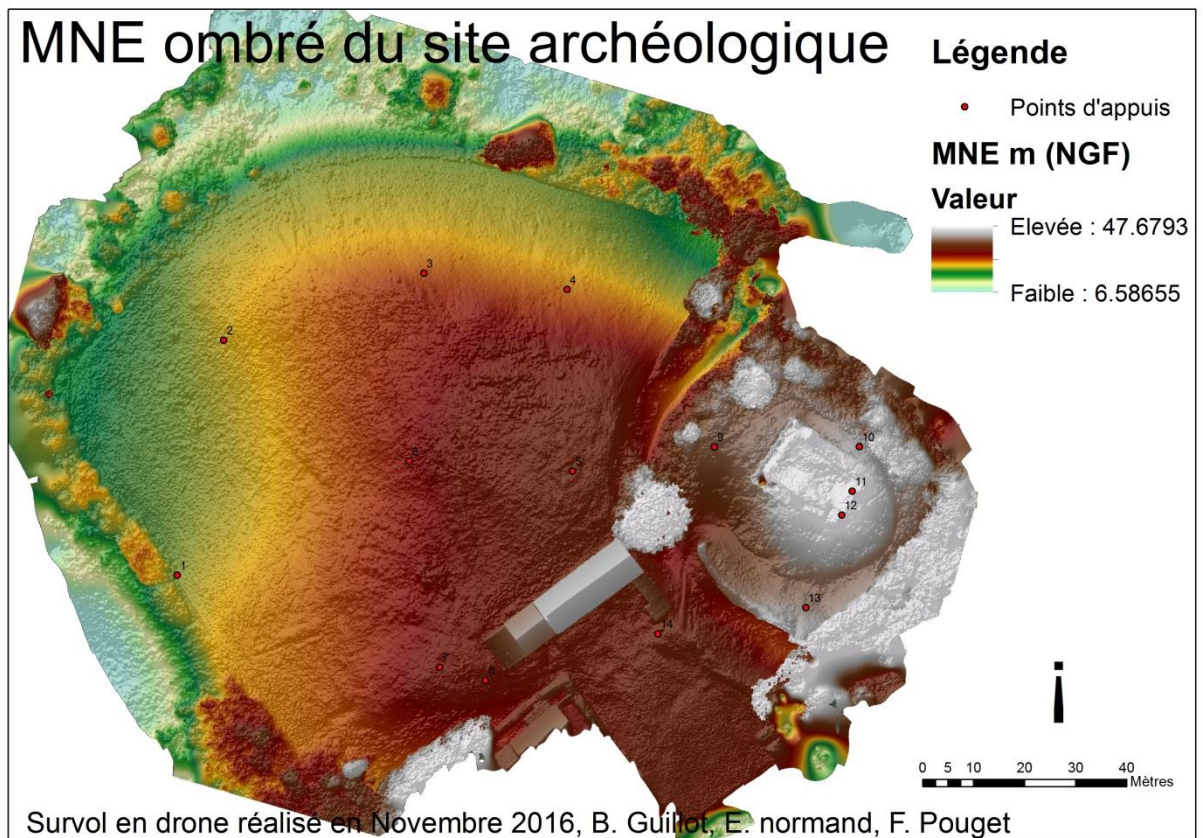 MNE ombré du site archéologique
Légende
Points d'appuis
MNE m (NGF)
Valeur
Elevée : 47.6793
Faible : 6.58655
3
4
2
9
10
5
11
12
1
13
14
0 5 10 20 30 40
Mètres
Survol en drone réalisé en Novembre 2016, B. Guillot, E. normand, F. Pouget